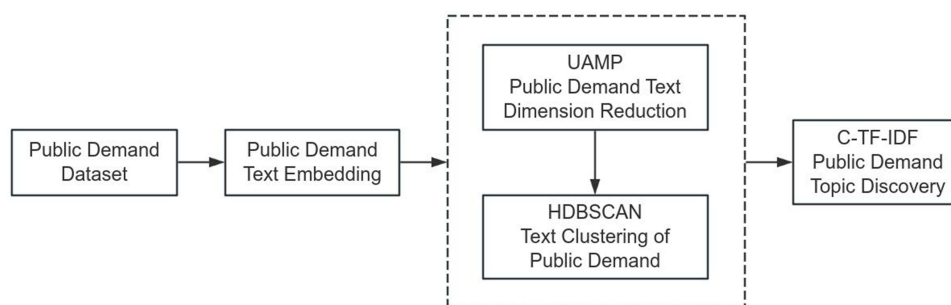 Public Demand
Dataset
Public Demand
Text Embedding
UAMP
Public Demand Text
Dimension Reduction
HDBSCAN
Text Clustering of
Public Demand
C-TF-IDF
Public Demand
Topic Discovery